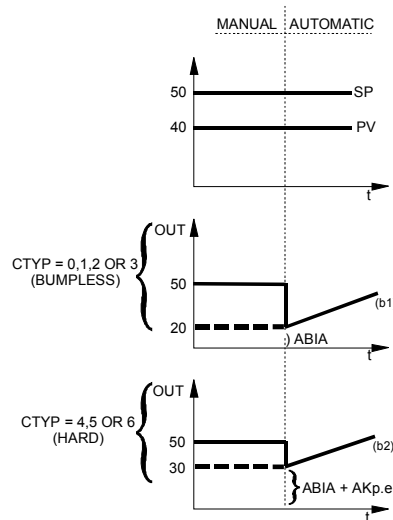 MANUAL AUTOMATIC
50 SP
40 PV
t
OUT
CTYP = 0,1,2 OR 3
(BUMPLESS)
50
(b1
20
) ABIA
t
OUT
CTYP = 4,5 OR 6
(HARD)
50
(b2)
30
ABIA + AKp.e
t